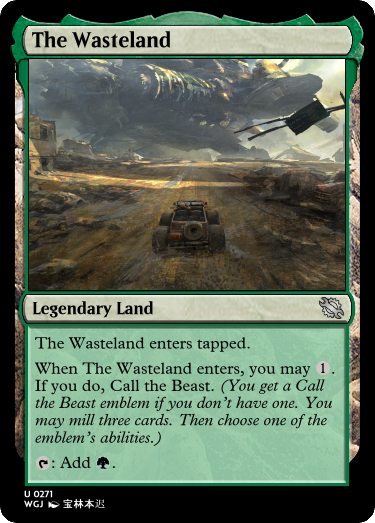 The Wasteland
Legendary Land
The Wasteland enters tapped.
When The Wasteland enters, you may 1.
If you do, Call the Beast. (You get a Call
the Beast emblem if you don't have one. You
may mill three cards. Then choose one of the
emblem's abilities.)
: Add .
U 0271
WGJ 宝林本迟